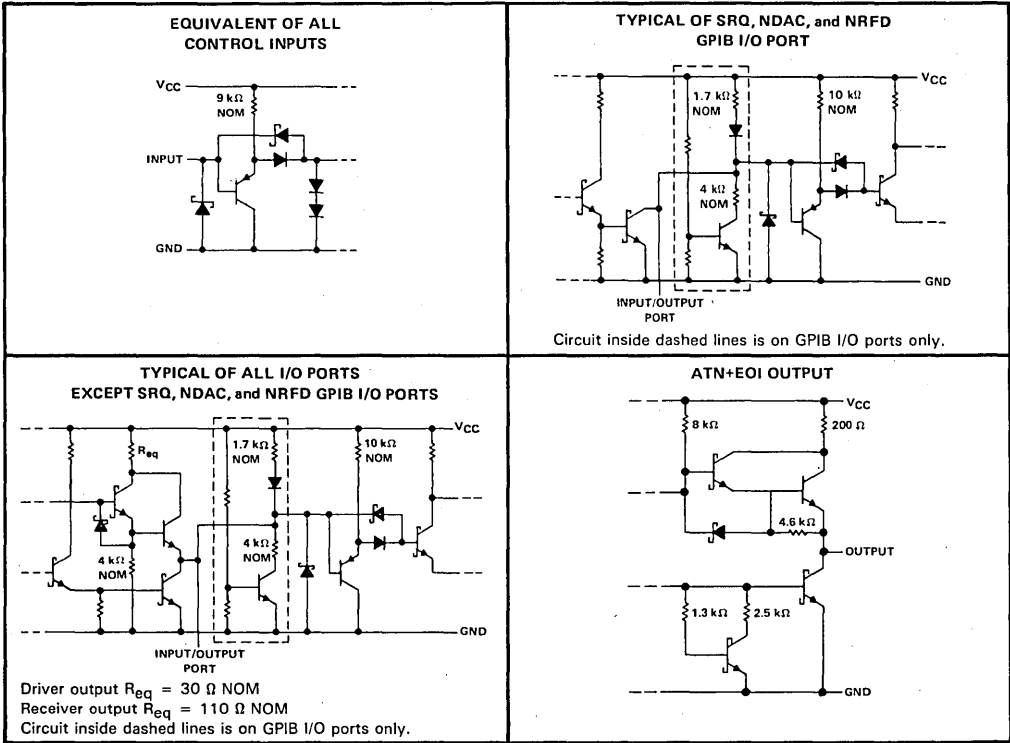 EQUIVALENT OF ALL
CONTROL INPUTS
VCC
9 kΩ
NOM
INPUT
GND
TYPICAL OF SRQ, NDAC, and NRFD
GPIB I/O PORT
VCC
1.7 kΩ
NOM
10 kΩ
NOM
4 kΩ
NOM
GND
INPUT/OUTPUT
PORT
Circuit inside dashed lines is on GPIB I/O ports only.
TYPICAL OF ALL I/O PORTS
EXCEPT SRQ, NDAC, and NRFD GPIB I/O PORTS
VCC
Req
1.7 kΩ
NOM
10 kΩ
NOM
4 kΩ
NOM
4 kΩ
NOM
GND
INPUT/OUTPUT
PORT
Driver output Req = 30 Ω NOM
Receiver output Req = 110 Ω NOM
Circuit inside dashed lines is on GPIB I/O ports only.
ATN+EOI OUTPUT
VCC
8 kΩ
200 Ω
4.6 kΩ
OUTPUT
1.3 kΩ
2.5 kΩ
GND